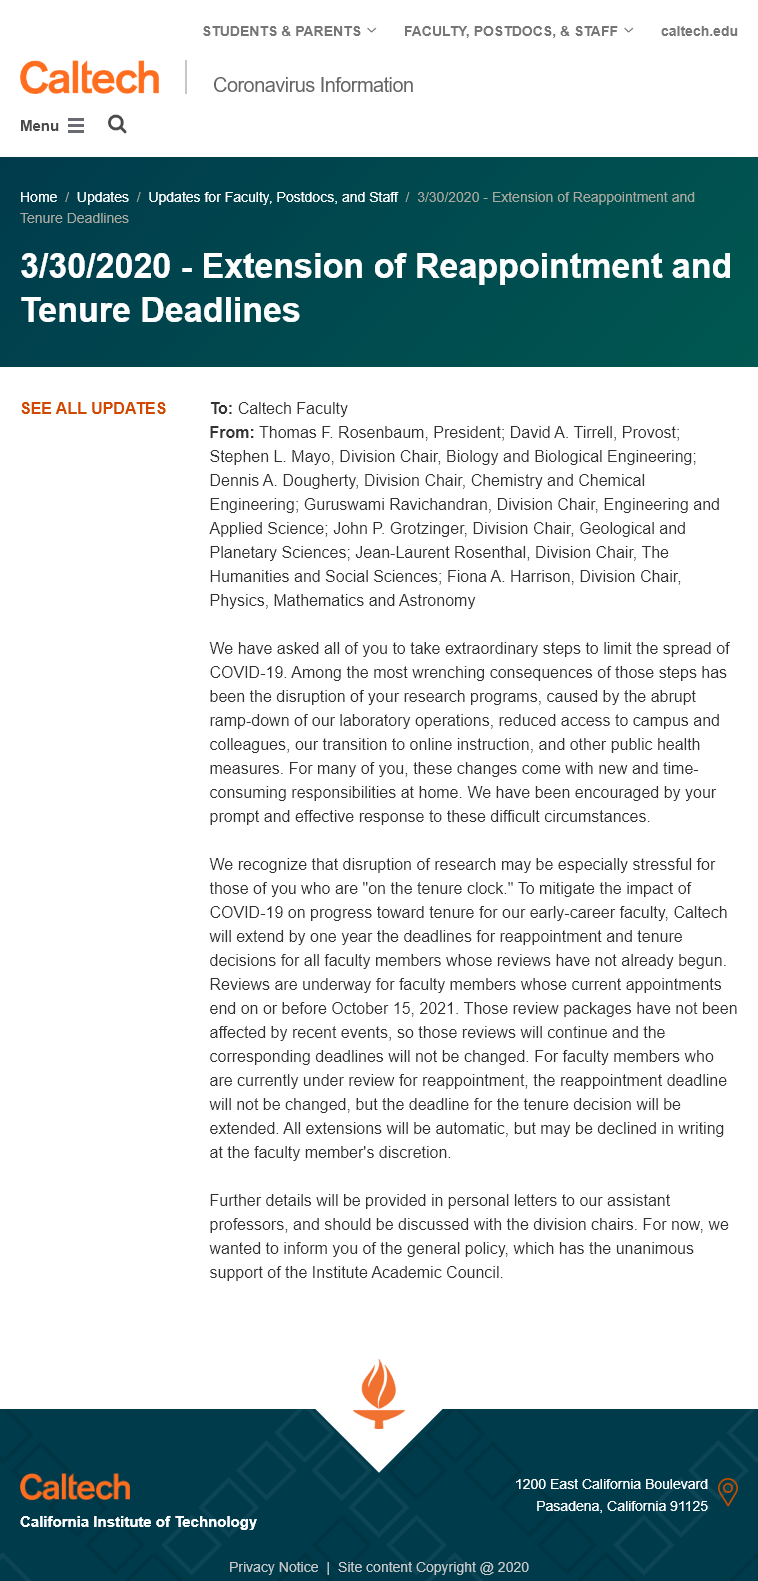 STUDENTS & PARENTS
FACULTY, POSTDOCS, & STAFF
caltech.edu
Caltech
Coronavirus Information
Menu
Home / Updates / Updates for Faculty, Postdocs, and Staff / 3/30/2020 - Extension of Reappointment and
Tenure Deadlines
3/30/2020 - Extension of Reappointment and
Tenure Deadlines
SEE ALL UPDATES
To: Caltech Faculty
From: Thomas F. Rosenbaum, President; David A. Tirrell, Provost;
Stephen L. Mayo, Division Chair, Biology and Biological Engineering;
Dennis A. Dougherty, Division Chair, Chemistry and Chemical
Engineering; Guruswami Ravichandran, Division Chair, Engineering and
Applied Science; John P. Grotzinger, Division Chair, Geological and
Planetary Sciences; Jean-Laurent Rosenthal, Division Chair, The
Humanities and Social Sciences; Fiona A. Harrison, Division Chair,
Physics, Mathematics and Astronomy
We have asked all of you to take extraordinary steps to limit the spread of
COVID-19. Among the most wrenching consequences of those steps has
been the disruption of your research programs, caused by the abrupt
ramp-down of our laboratory operations, reduced access to campus and
colleagues, our transition to online instruction, and other public health
measures. For many of you, these changes come with new and time-
consuming responsibilities at home. We have been encouraged by your
prompt and effective response to these difficult circumstances.
We recognize that disruption of research may be especially stressful for
those of you who are "on the tenure clock." To mitigate the impact of
COVID-19 on progress toward tenure for our early-career faculty, Caltech
will extend by one year the deadlines for reappointment and tenure
decisions for all faculty members whose reviews have not already begun.
Reviews are underway for faculty members whose current appointments
end on or before October 15, 2021. Those review packages have not been
affected by recent events, so those reviews will continue and the
corresponding deadlines will not be changed. For faculty members who
are currently under review for reappointment, the reappointment deadline
will not be changed, but the deadline for the tenure decision will be
extended. All extensions will be automatic, but may be declined in writing
at the faculty member's discretion.
Further details will be provided in personal letters to our assistant
professors, and should be discussed with the division chairs. For now, we
wanted to inform you of the general policy, which has the unanimous
support of the Institute Academic Council.
Caltech
California Institute of Technology
1200 East California Boulevard
Pasadena, California 91125
Privacy Notice | Site content Copyright @ 2020